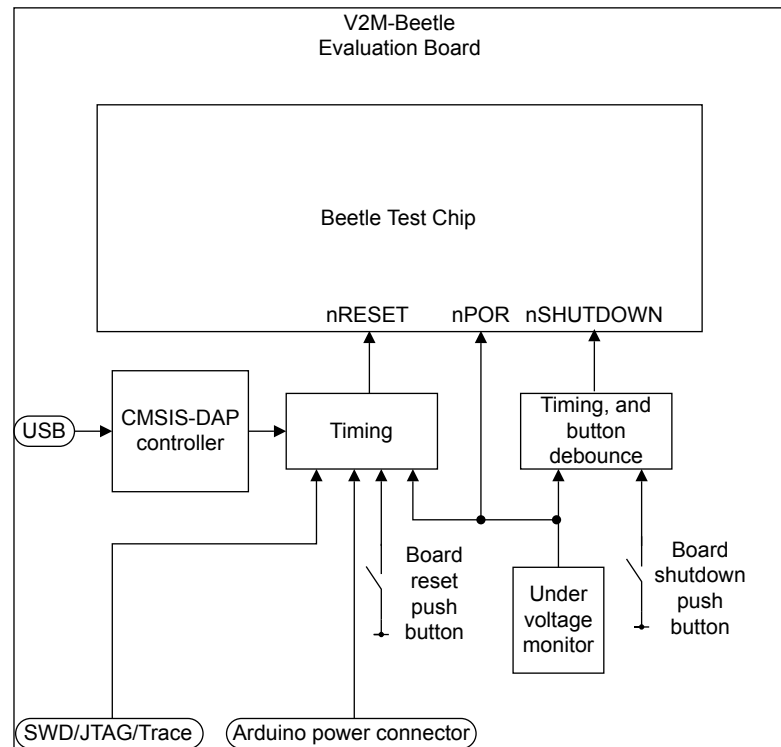 V2M-Beetle
Evaluation Board
Beetle Test Chip
nRESET
nPOR
nSHUTDOWN
USB
CMSIS-DAP
controller
Timing
Timing, and
button
debounce
Board
reset
push
button
Under
voltage
monitor
Board
shutdown
push
button
SWD/JTAG/Trace
Arduino power connector